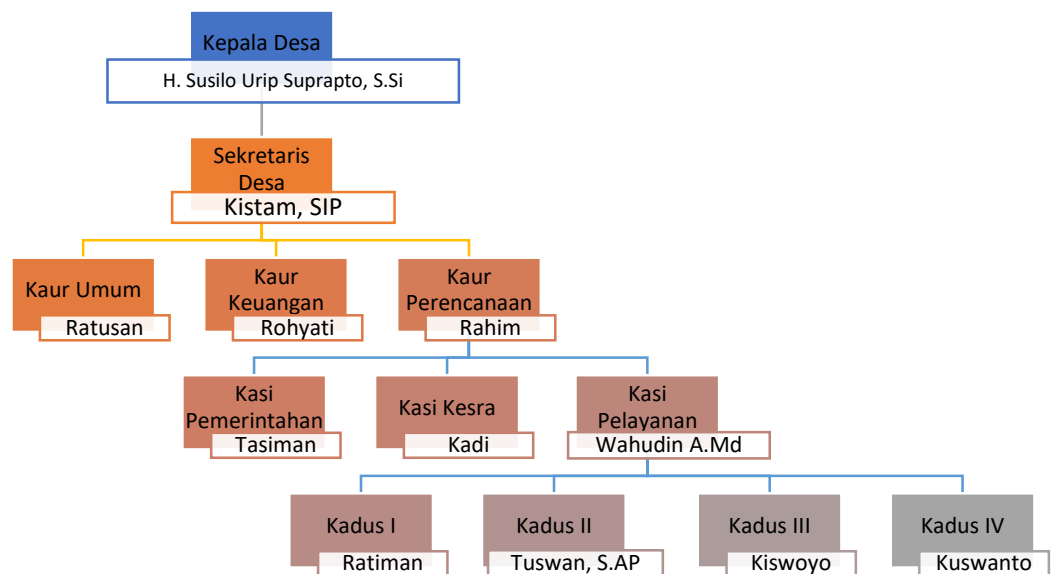 Kepala Desa
H. Susilo Urip Suprapto, S.Si
Sekretaris
Desa
Kistam, SIP
Kaur Umum
Ratusan
Kaur
Keuangan
Rohyati
Kaur
Perencanaan
Rahim
Kasi
Pemerintahan
Tasiman
Kasi Kesra
Kadi
Kasi
Pelayanan
Wahudin A.Md
Kadus I
Ratiman
Kadus II
Tuswan, S.AP
Kadus III
Kiswoyo
Kadus IV
Kuswanto